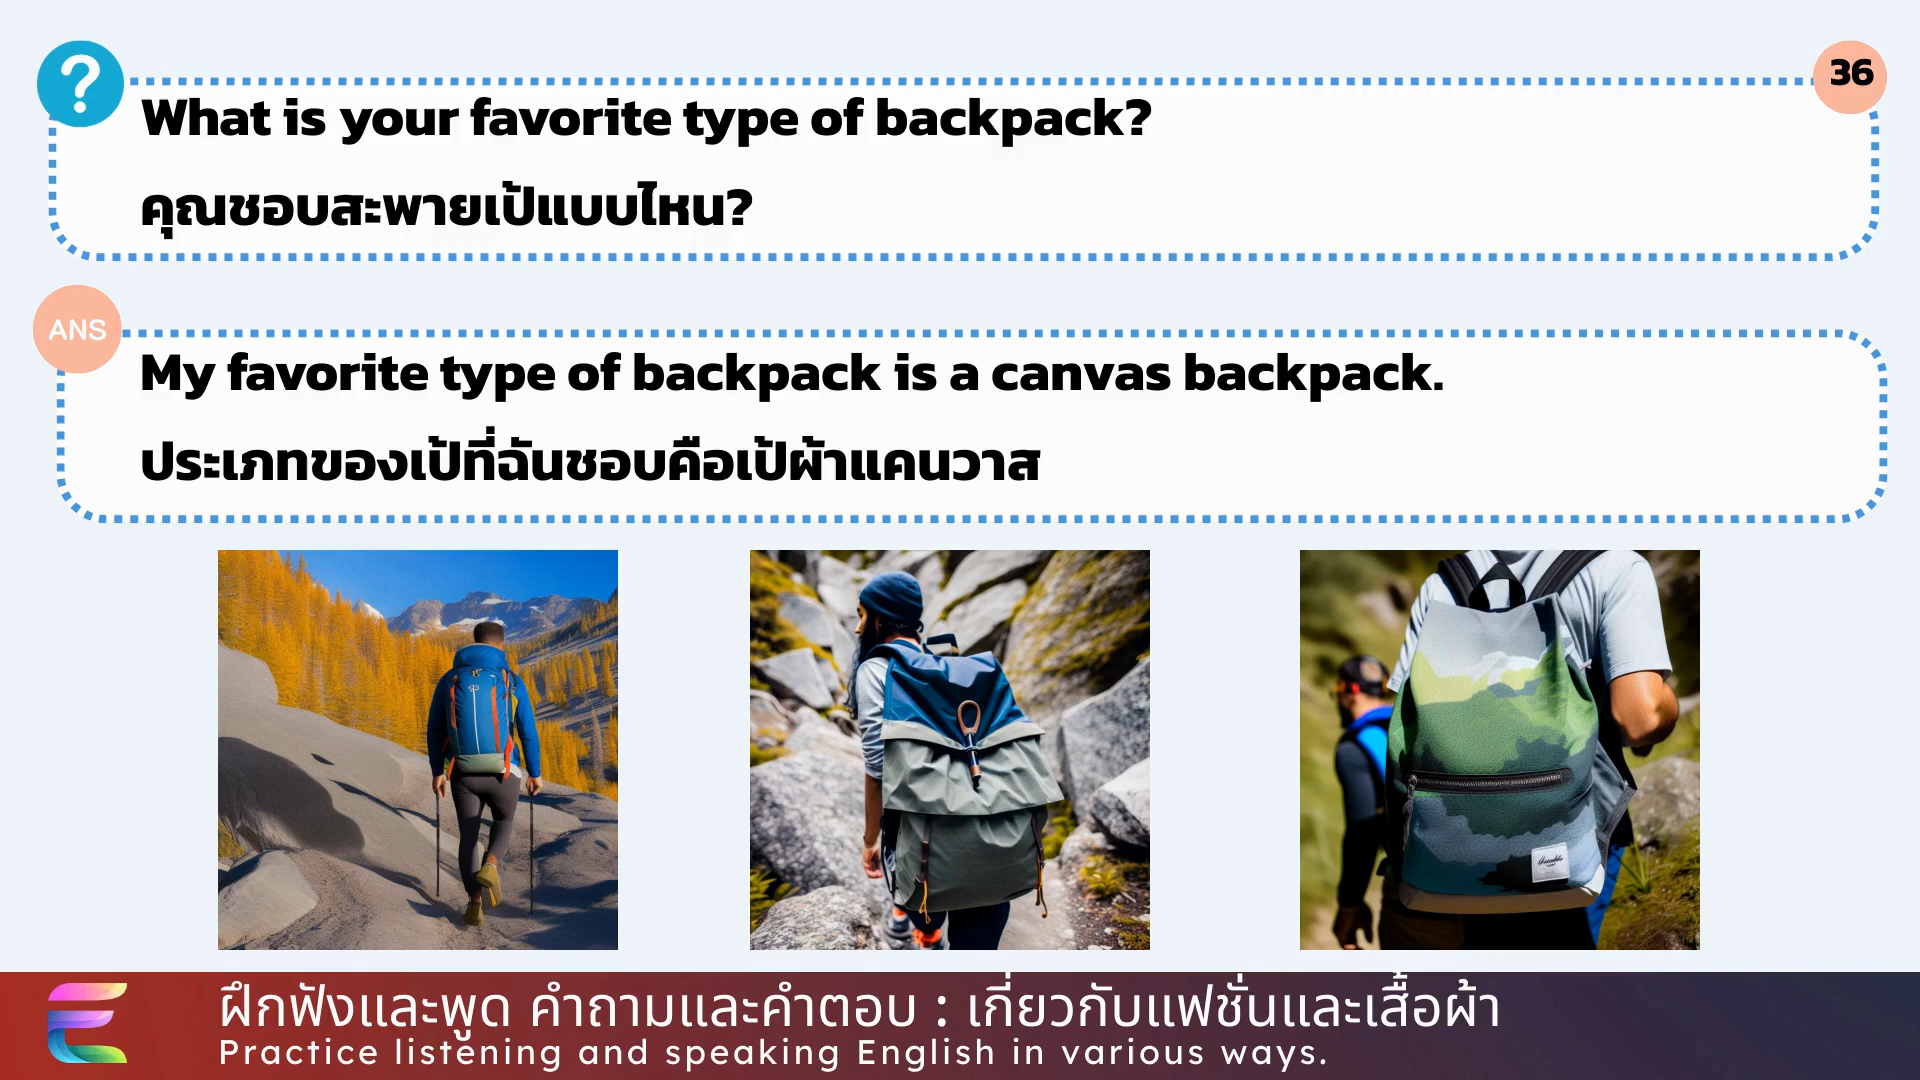 ?
36
What is your favorite type of backpack?
คุณชอบสะพายเป้แบบไหน?
ANS
My favorite type of backpack is a canvas backpack.
ประเภทของเป้ที่ฉันชอบคือเป้ผ้าแคนวาส
ฝึกฟังและพูด คำถามและคำตอบ : เกี่ยวกับแฟชั่นและเสื้อผ้า
Practice listening and speaking English in various ways.